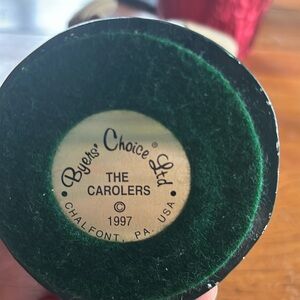 Byers' Choice® Ltd
THE
CAROLERS
©
1997
CHALFONT, PA. USA